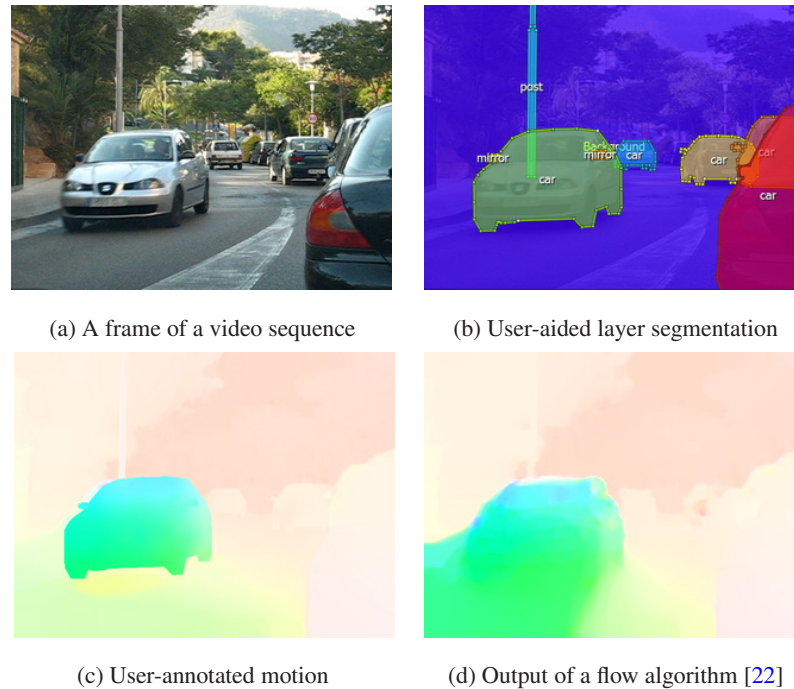 post
Background
mirror
mirror
car
car
car
car
car
(a) A frame of a video sequence
(b) User-aided layer segmentation
(c) User-annotated motion
(d) Output of a flow algorithm [22]